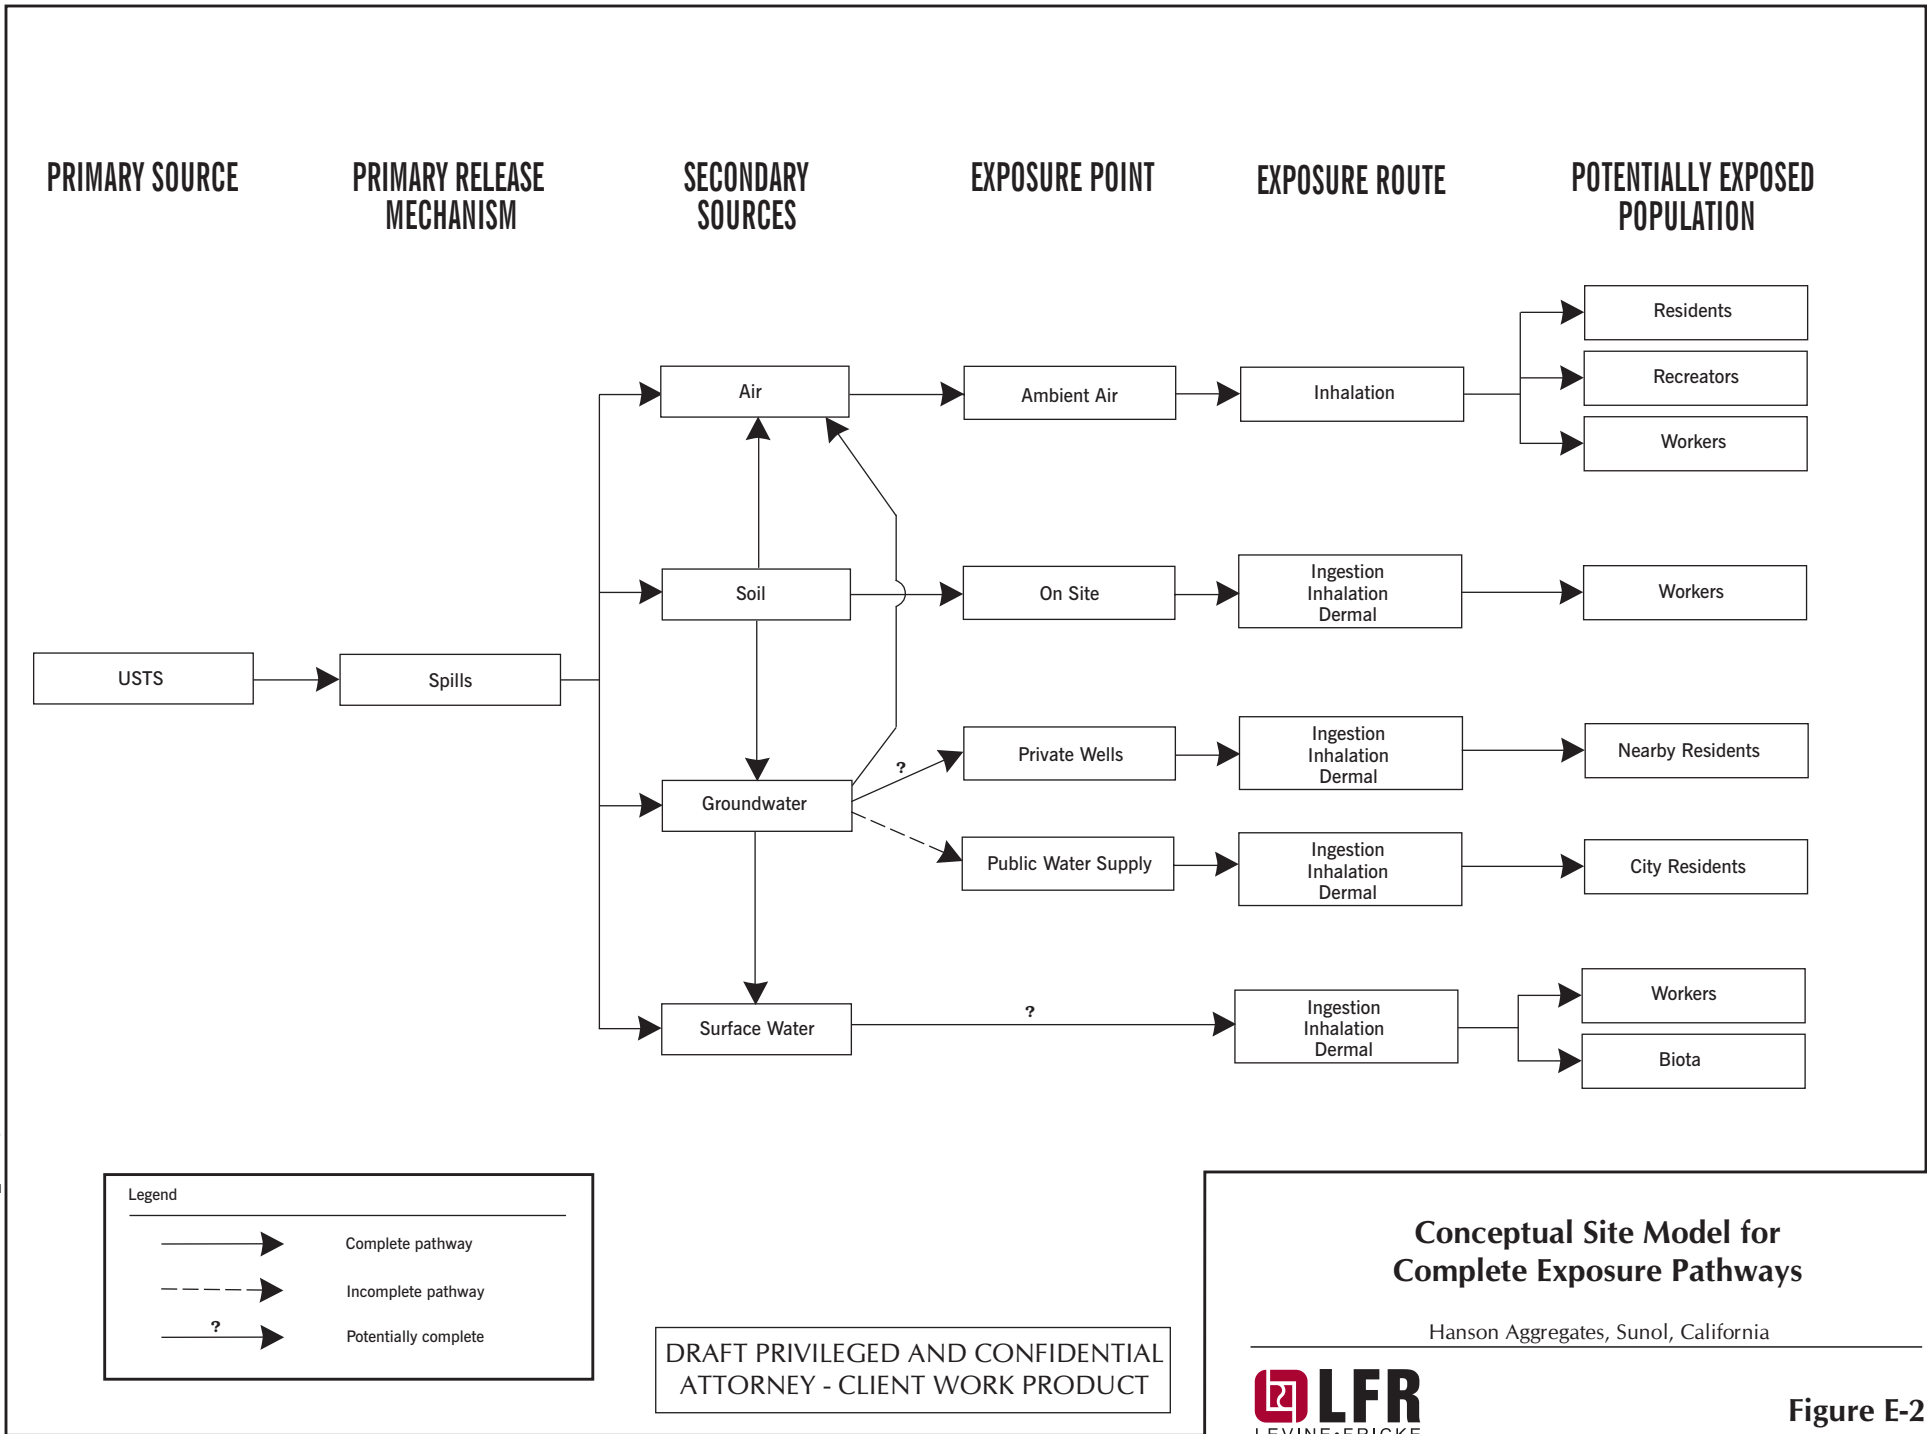 PRIMARY SOURCE
PRIMARY RELEASE
MECHANISM
SECONDARY
SOURCES
EXPOSURE POINT
EXPOSURE ROUTE
POTENTIALLY EXPOSED
POPULATION
Residents
Air
Ambient Air
Inhalation
Recreators
Workers
Soil
On Site
Ingestion
Inhalation
Dermal
Workers
USTS
Spills
Groundwater
?
Private Wells
Ingestion
Inhalation
Dermal
Nearby Residents
Public Water Supply
Ingestion
Inhalation
Dermal
City Residents
Surface Water
?
Ingestion
Inhalation
Dermal
Workers
Biota
Legend
Complete pathway
Incomplete pathway
?
Potentially complete
DRAFT PRIVILEGED AND CONFIDENTIAL
ATTORNEY - CLIENT WORK PRODUCT
Conceptual Site Model for
Complete Exposure Pathways
Hanson Aggregates, Sunol, California
LFR
LEVINE•FRICKE
Figure E-2